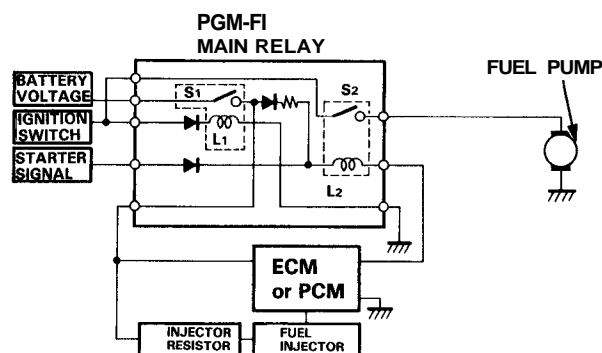 PGM-FI
MAIN RELAY
BATTERY
VOLTAGE
IGNITION
SWITCH
STARTER
SIGNAL
S1
L1
S2
L2
FUEL PUMP
ECM
or PCM
INJECTOR
RESISTOR
FUEL
INJECTOR